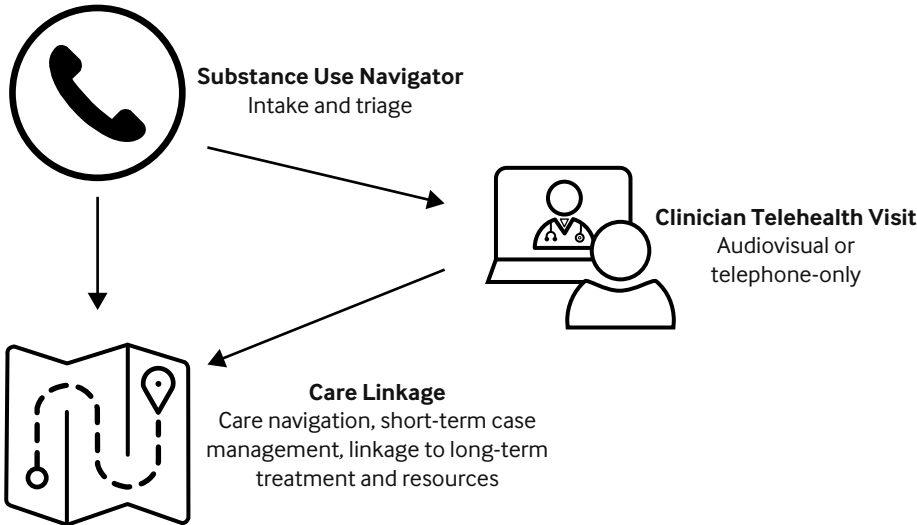 Substance Use Navigator
Intake and triage
Clinician Telehealth Visit
Audiovisual or
telephone-only
Care Linkage
Care navigation, short-term case
management, linkage to long-term
treatment and resources